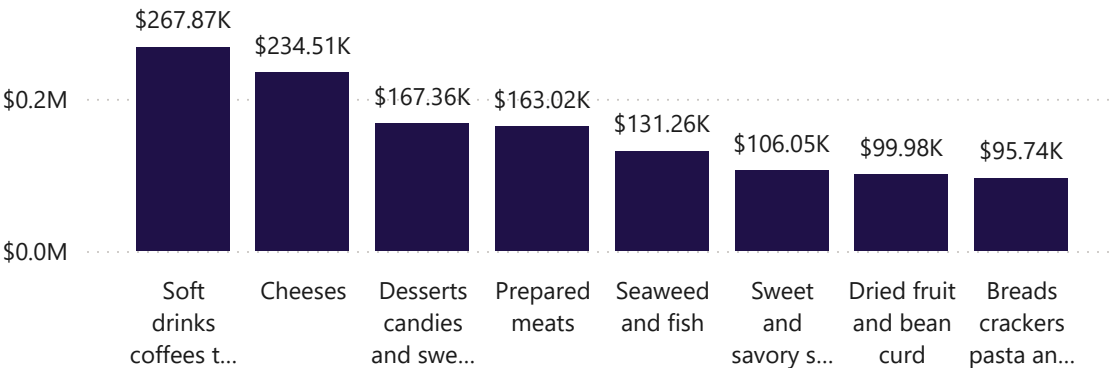 $267.87K
$234.51K
$0.2M
$167.36K
$163.02K
$131.26K
$106.05K
$99.98K
$95.74K
$0.0M
Soft
drinks
coffees t...
Cheeses
Desserts
candies
and swe...
Prepared
meats
Seaweed
and fish
Sweet
and
savory s...
Dried fruit
and bean
curd
Breads
crackers
pasta an...